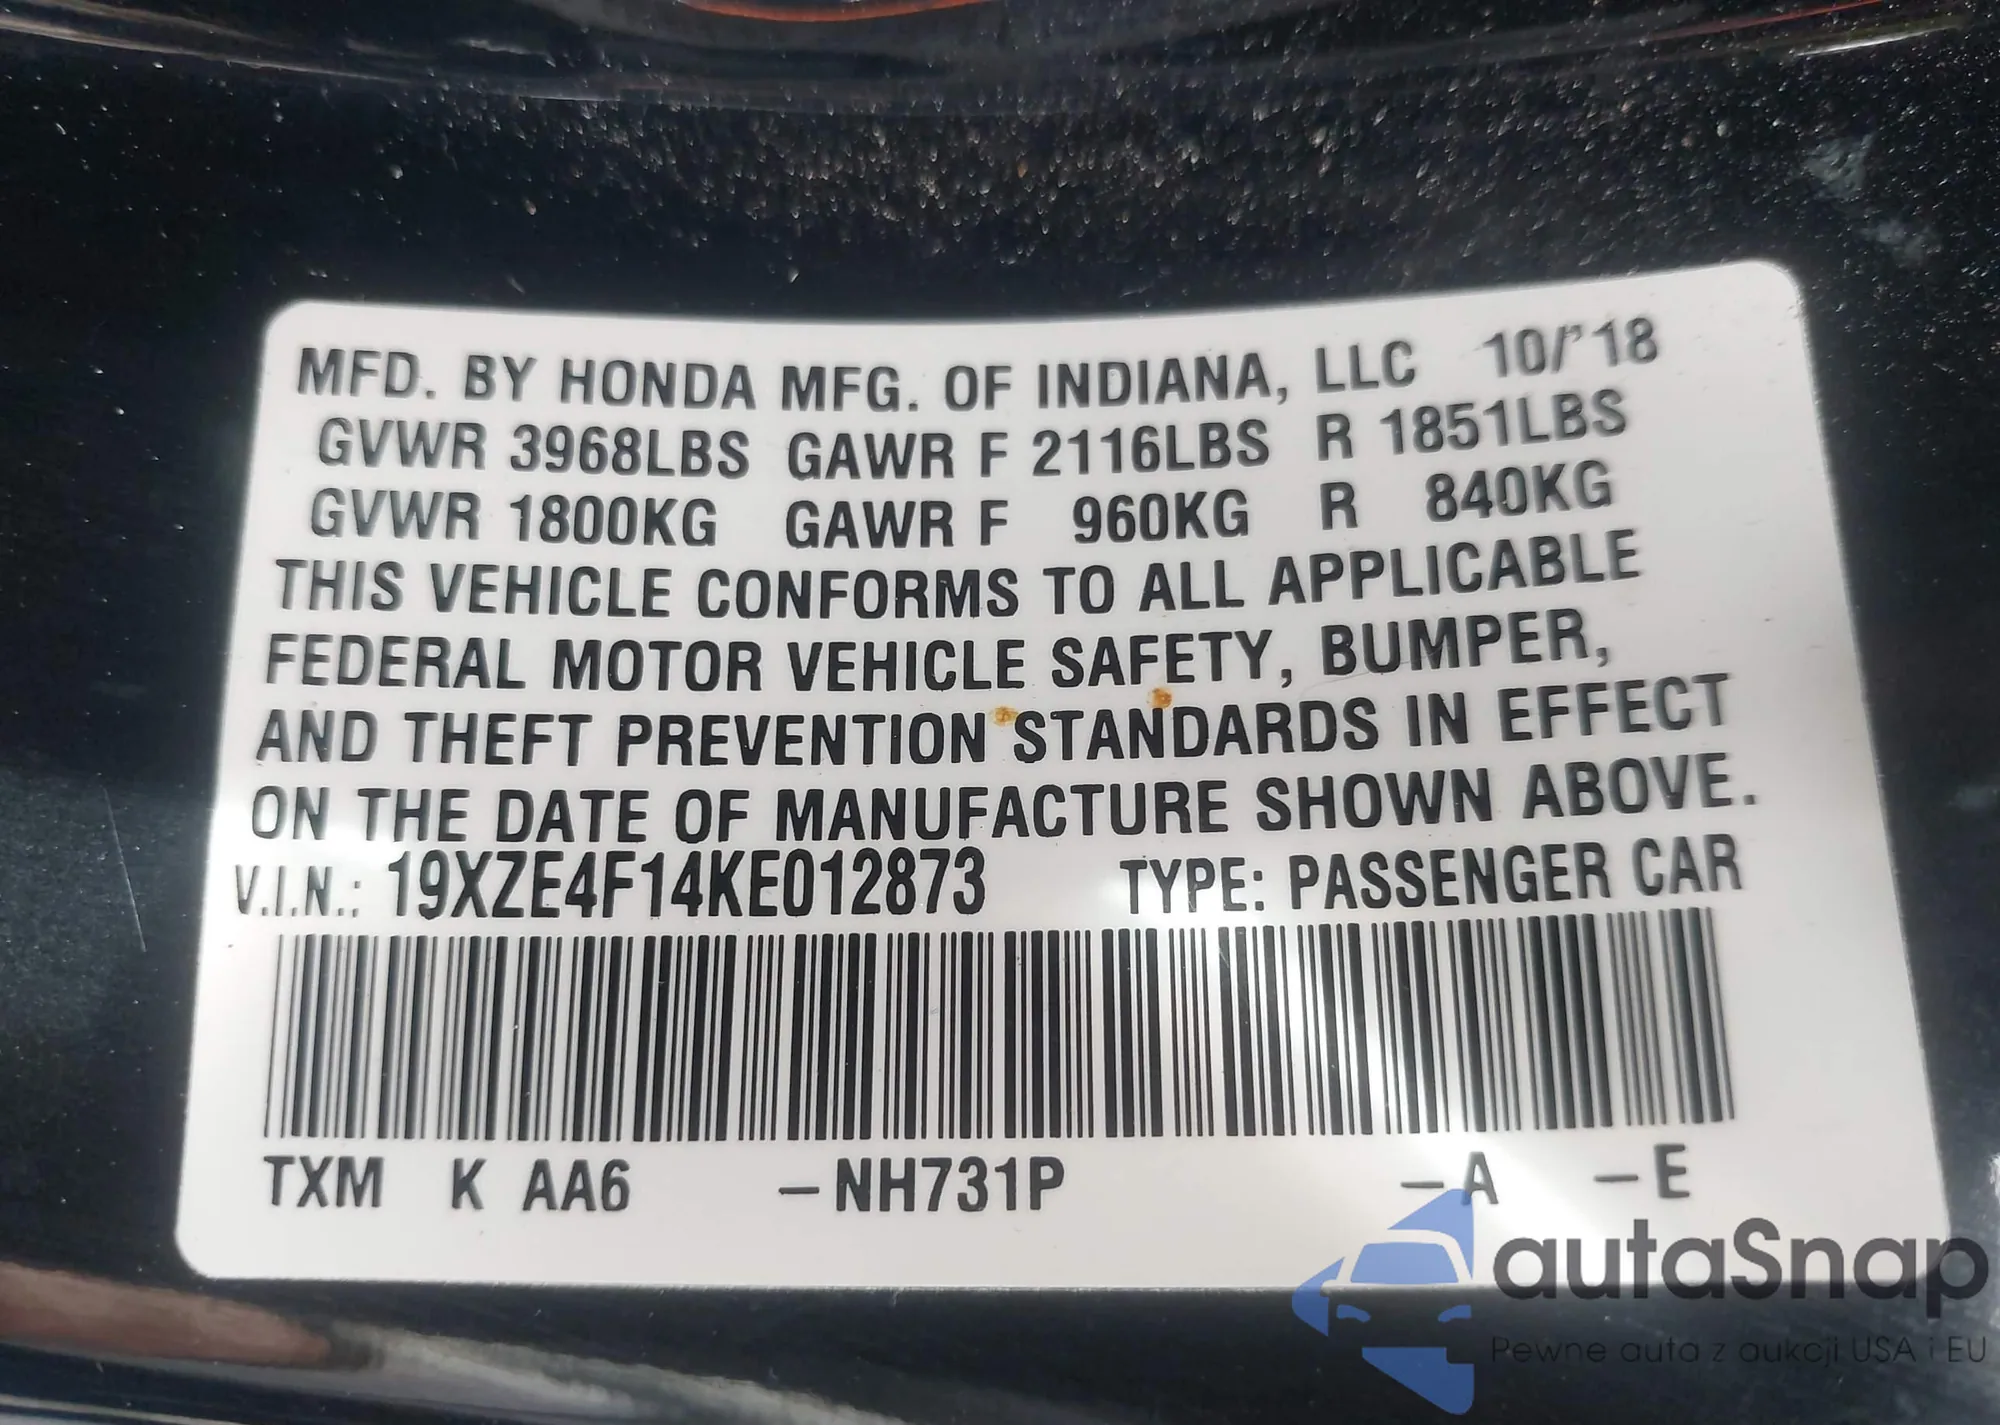 MFD. BY HONDA MFG. OF INDIANA, LLC 10/'18
GVWR 3968LBS GAWR F 2116LBS R 1851LBS
GVWR 1800KG GAWR F 960KG R 840KG
THIS VEHICLE CONFORMS TO ALL APPLICABLE
FEDERAL MOTOR VEHICLE SAFETY, BUMPER,
AND THEFT PREVENTION STANDARDS IN EFFECT
ON THE DATE OF MANUFACTURE SHOWN ABOVE.
V.I.N.: 19XZE4F14KE012873 TYPE: PASSENGER CAR
TXM K AA6 –NH731P –A –E
autaSnap
Pewne auta z aukcji USA i EU